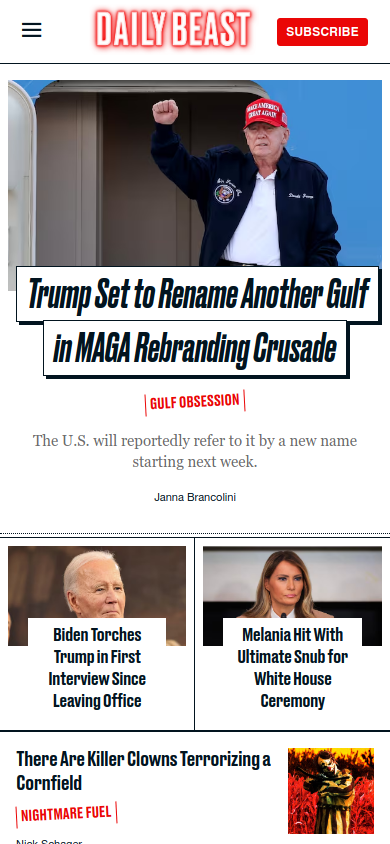 DAILY BEAST
SUBSCRIBE
MAKE AMERICA
GREAT AGAIN
Trump Set to Rename Another Gulf
in MAGA Rebranding Crusade
GULF OBSESSION
The U.S. will reportedly refer to it by a new name
starting next week.
Janna Brancolini
Biden Torches
Trump in First
Interview Since
Leaving Office
Melania Hit With
Ultimate Snub for
White House
Ceremony
There Are Killer Clowns Terrorizing a
Cornfield
NIGHTMARE FUEL
Nick Schager